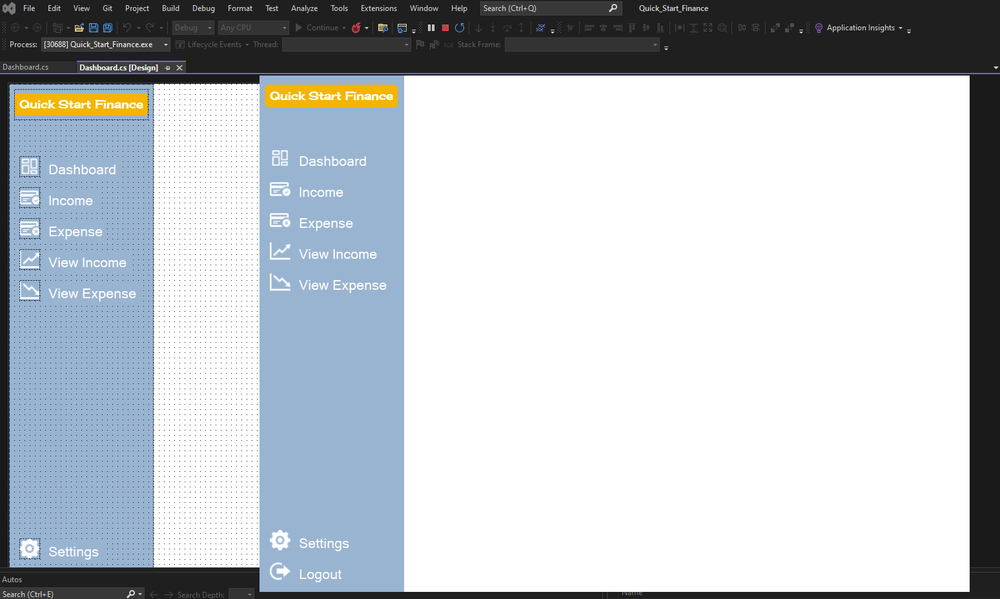 File Edit View Git Project Build Debug Format Test Analyze Tools Extensions Window Help Search (Ctrl+Q) Quick_Start_Finance
Debug Any CPU Continue Application Insights
Process: [30688] Quick_Start_Finance.exe Lifecycle Events Thread: Stack Frame:
Dashboard.cs Dashboard.cs [Design]
Quick Start Finance
Dashboard
Income
Expense
View Income
View Expense
Settings
Quick Start Finance
Dashboard
Income
Expense
View Income
View Expense
Settings
Logout
Autos
Search (Ctrl+E) Search Depth:
Name